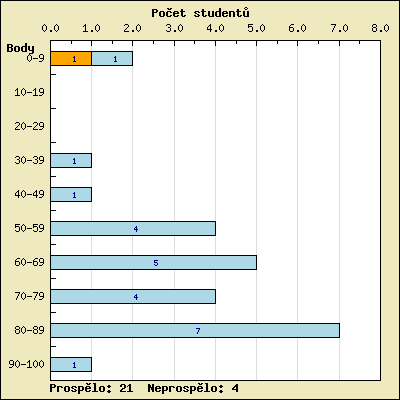 Počet studentů
0.0 1.0 2.0 3.0 4.0 5.0 6.0 7.0 8.0
Body
0-9 1 1
10-19
20-29
30-39 1
40-49 1
50-59 4
60-69 5
70-79 4
80-89 7
90-100 1
Prospělo: 21 Neprospělo: 4